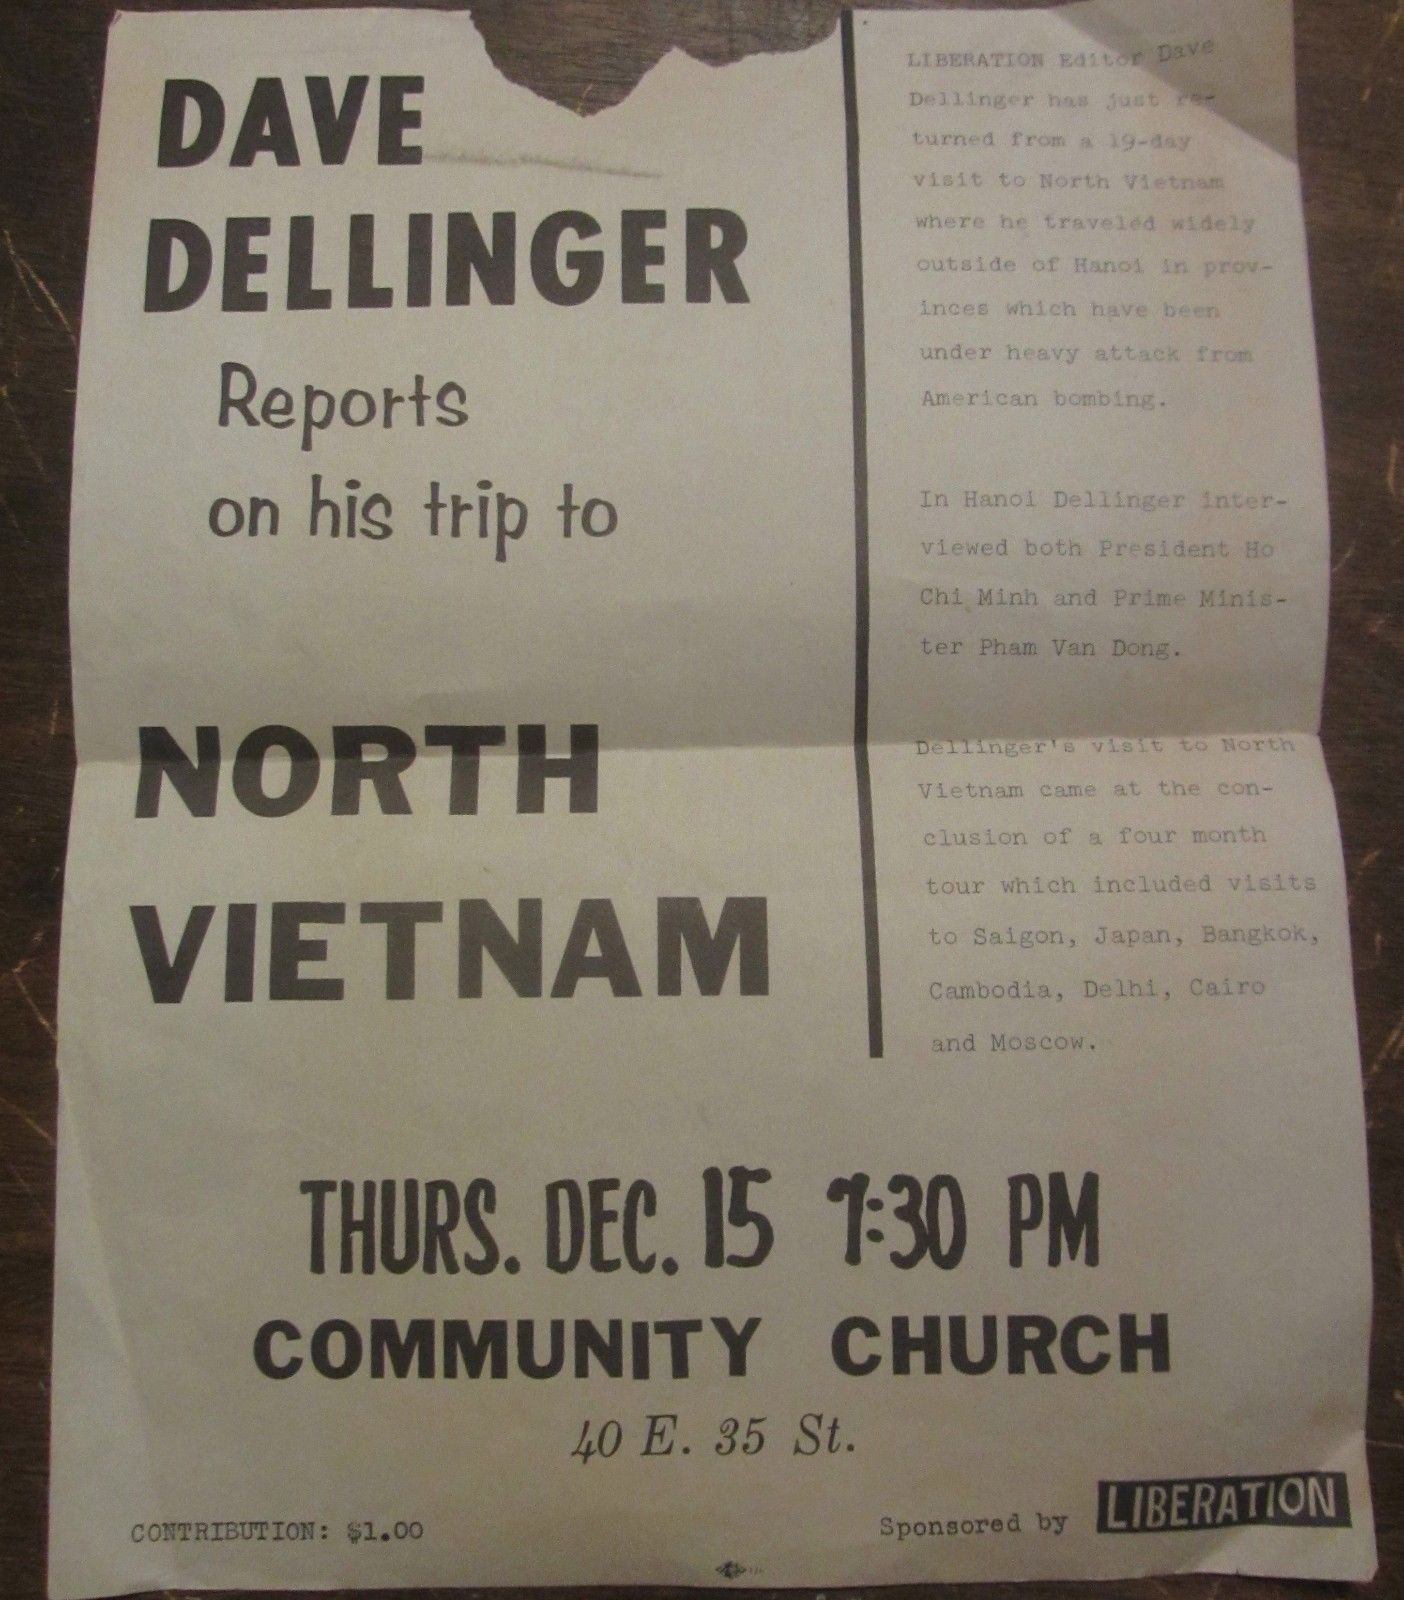 DAVE
DELLINGER
Reports
on his trip to
NORTH
VIETNAM
LIBERATION Editor Dave
Dellinger has just re-
turned from a 19-day
visit to North Vietnam
where he traveled widely
outside of Hanoi in prov-
inces which have been
under heavy attack from
American bombing.
In Hanoi Dellinger inter-
viewed both President Ho
Chi Minh and Prime Minis-
ter Pham Van Dong.
Dellinger's visit to North
Vietnam came at the con-
clusion of a four month
tour which included visits
to Saigon, Japan, Bangkok,
Cambodia, Delhi, Cairo
and Moscow.
THURS. DEC. 15 7:30 PM
COMMUNITY CHURCH
40 E. 35 St.
CONTRIBUTION: $1.00
Sponsored by LIBERATION